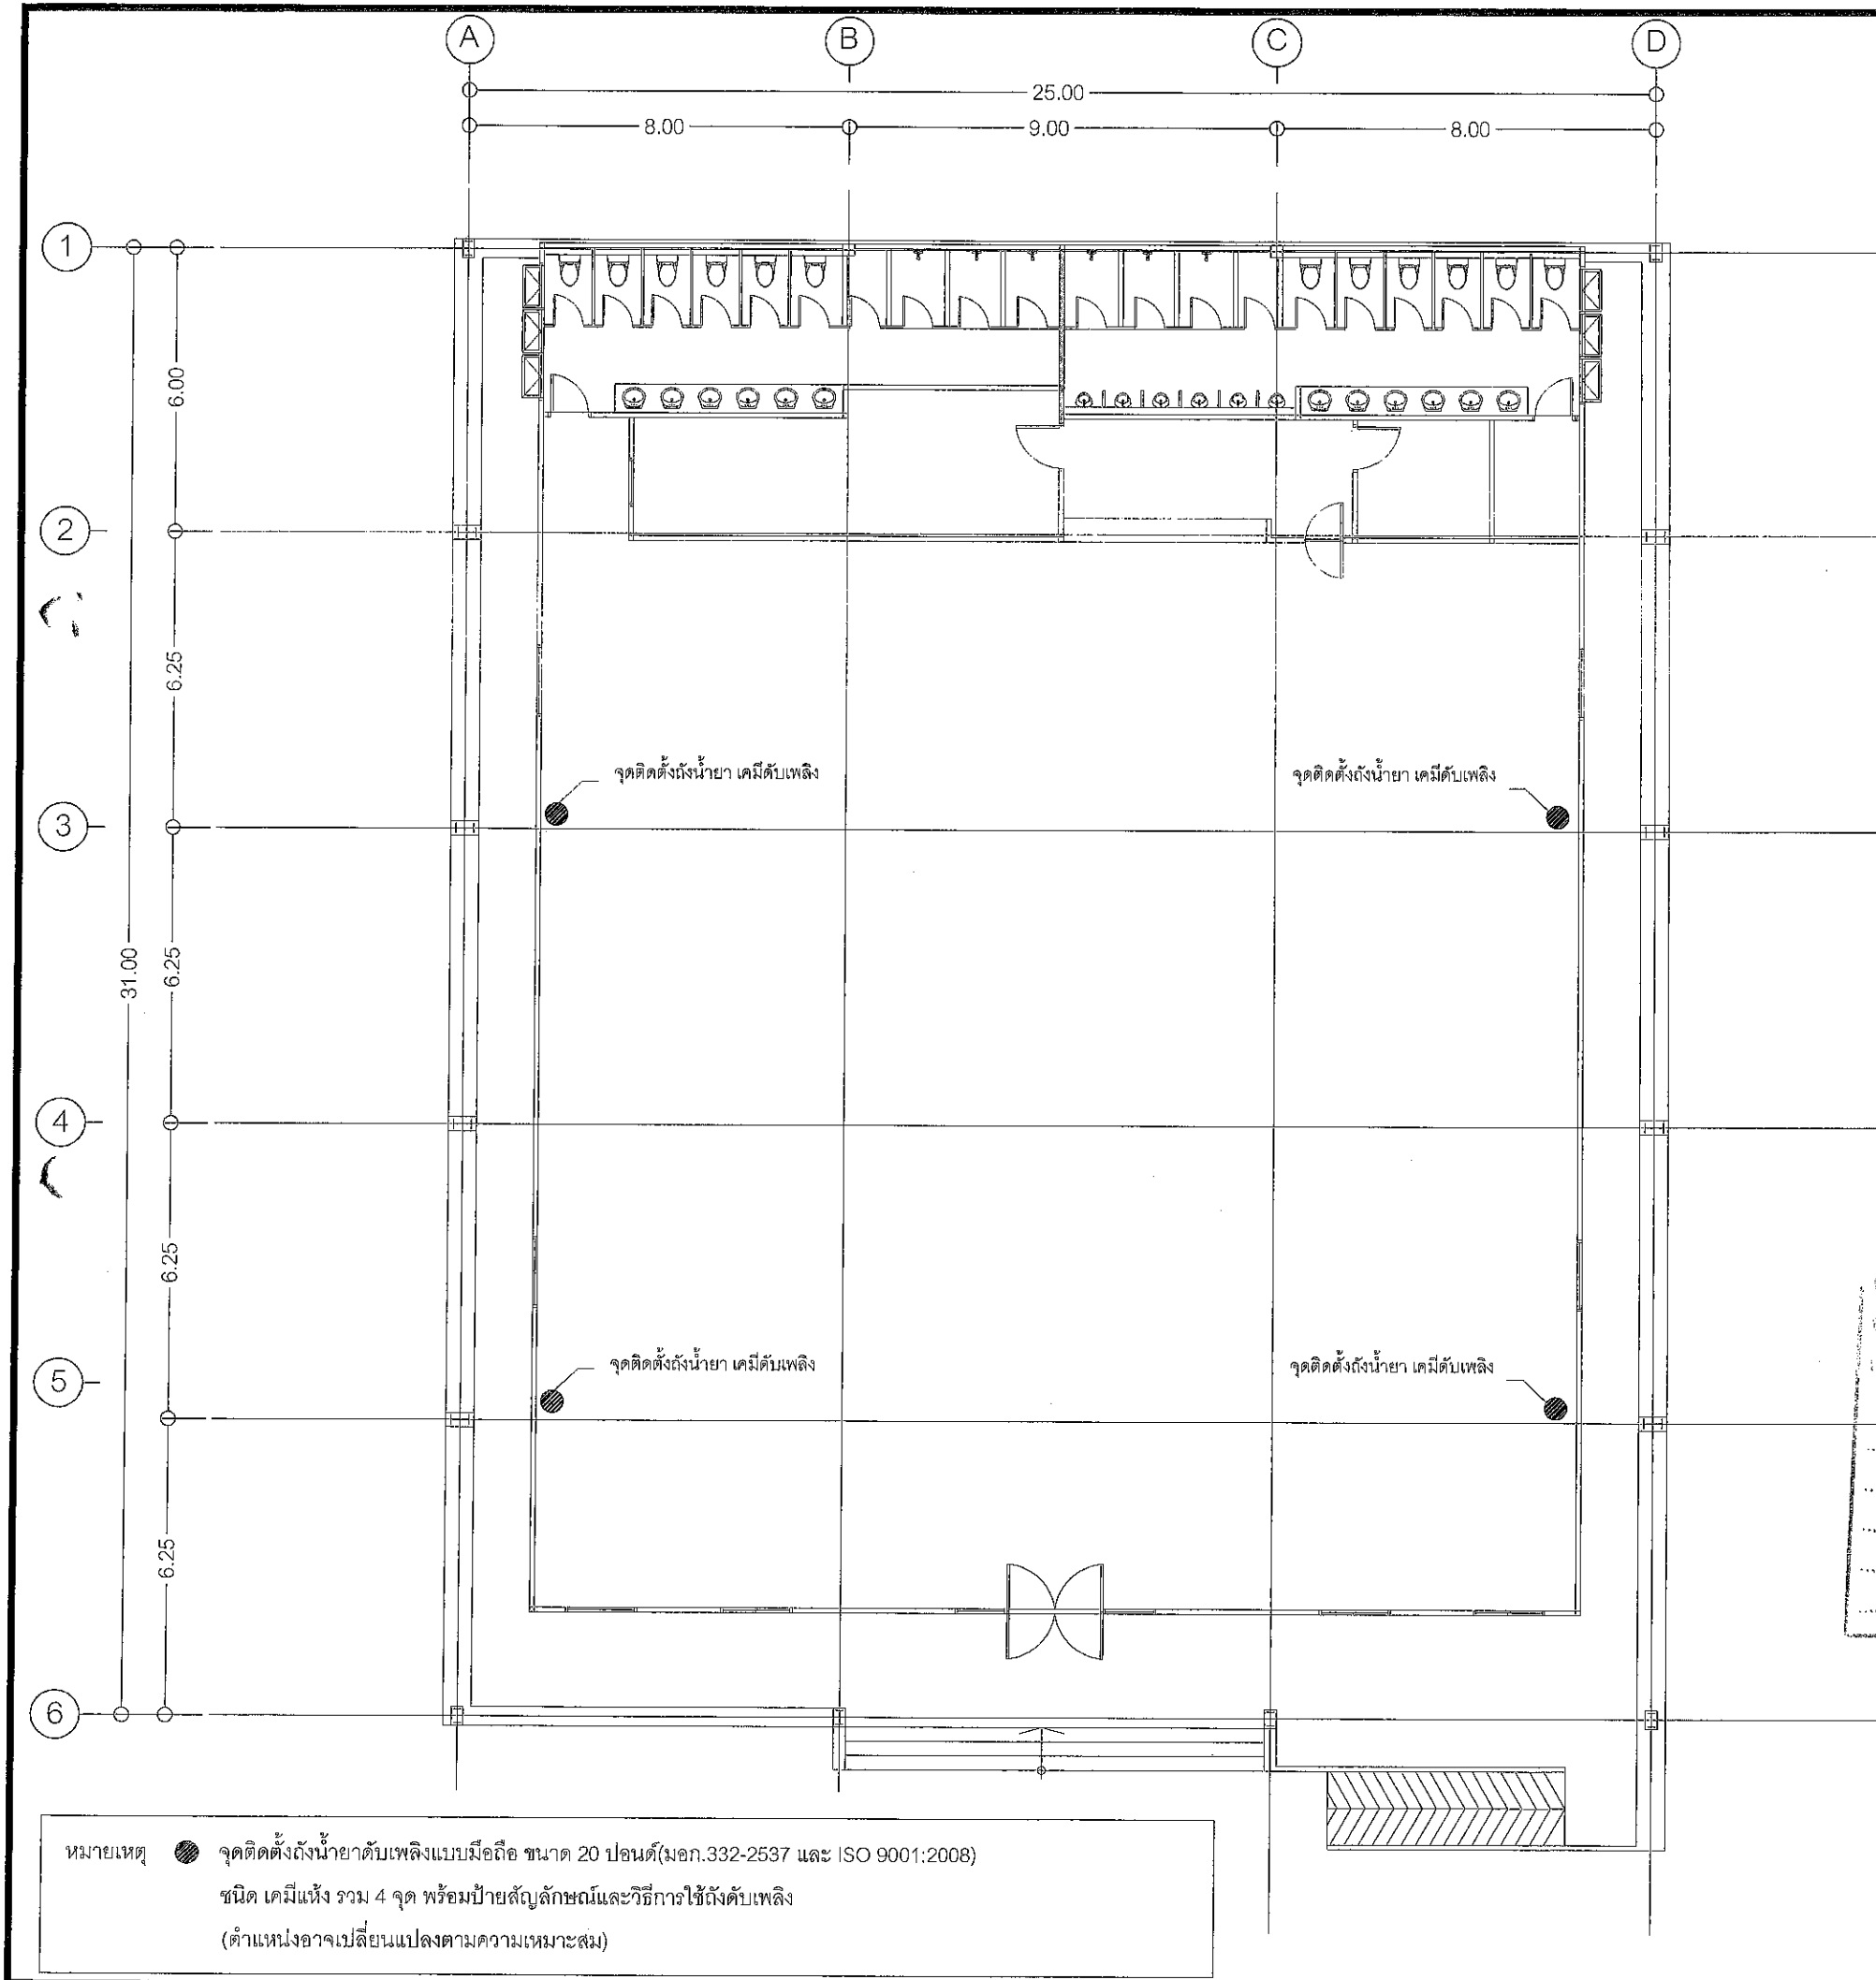 A
B
C
D
25.00
8.00
9.00
8.00
1
6.00
2
6.25
จุดติดตั้งถังน้ำยา เคมีดับเพลิง
จุดติดตั้งถังน้ำยา เคมีดับเพลิง
3
31.00
6.25
4
6.25
จุดติดตั้งถังน้ำยา เคมีดับเพลิง
จุดติดตั้งถังน้ำยา เคมีดับเพลิง
5
6.25
6
หมายเหตุ จุดติดตั้งถังน้ำยาดับเพลิงแบบมือถือ ขนาด 20 ปอนด์(มอก.332-2537 และ ISO 9001:2008)
ชนิด เคมีแห้ง รวม 4 จุด พร้อมป้ายสัญลักษณ์และวิธีการใช้ถังดับเพลิง
(ตำแหน่งอาจเปลี่ยนแปลงตามความเหมาะสม)